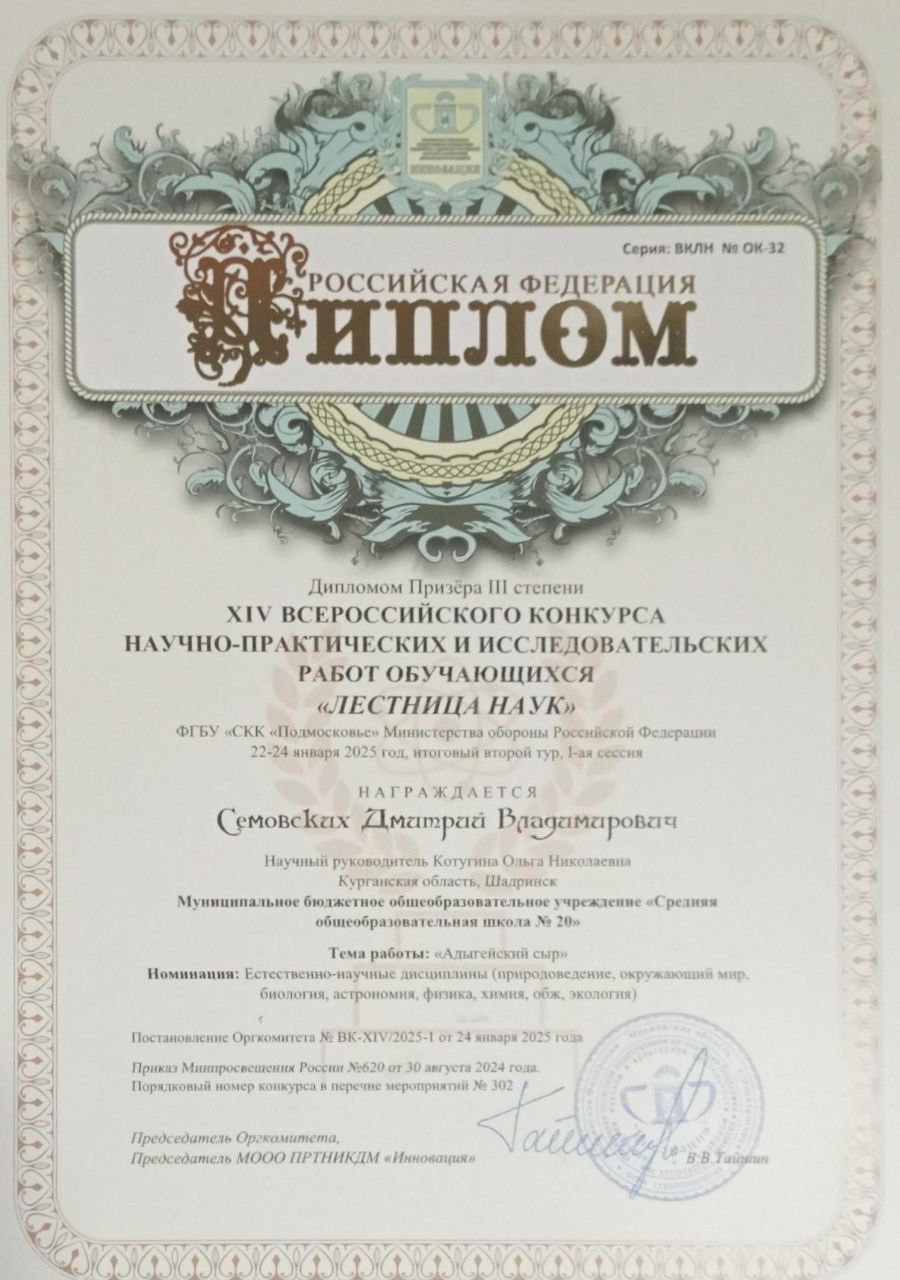 ИННОВАЦИЯ
Серия: ВКЛН № ОК-32
РОССИЙСКАЯ ФЕДЕРАЦИЯ
Диплом
Дипломом Призёра III степени
XIV ВСЕРОССИЙСКОГО КОНКУРСА
НАУЧНО-ПРАКТИЧЕСКИХ И ИССЛЕДОВАТЕЛЬСКИХ
РАБОТ ОБУЧАЮЩИХСЯ
«ЛЕСТНИЦА НАУК»
ФГБУ «СКК «Подмосковье» Министерства обороны Российской Федерации
22-24 января 2025 год, итоговый второй тур, I-ая сессия
НАГРАЖДАЕТСЯ
Семовских Дмитрий Владимирович
Научный руководитель Котугина Ольга Николаевна
Курганская область, Шадринск
Муниципальное бюджетное общеобразовательное учреждение «Средняя
общеобразовательная школа № 20»
Тема работы: «Адыгейский сыр»
Номинация: Естественно-научные дисциплины (природоведение, окружающий мир,
биология, астрономия, физика, химия, обж, экология)
Постановление Оргкомитета № ВК-XIV/2025-1 от 24 января 2025 года
Приказ Минпросвещения России №620 от 30 августа 2024 года.
Порядковый номер конкурса в перечне мероприятий № 302
Председатель Оргкомитета,
Председатель МООО ПРТНИКДМ «Инновация»
В.В.Тайшин